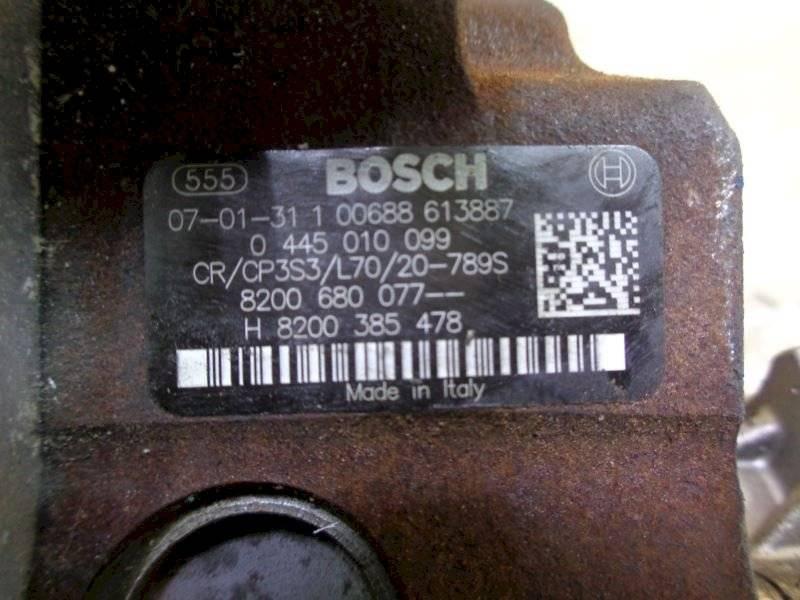 555 BOSCH
07-01-31 1 00688 613887
0 445 010 099
CR/CP3S3/L70/20-789S
8200 680 077--
H 8200 385 478
Made in Italy